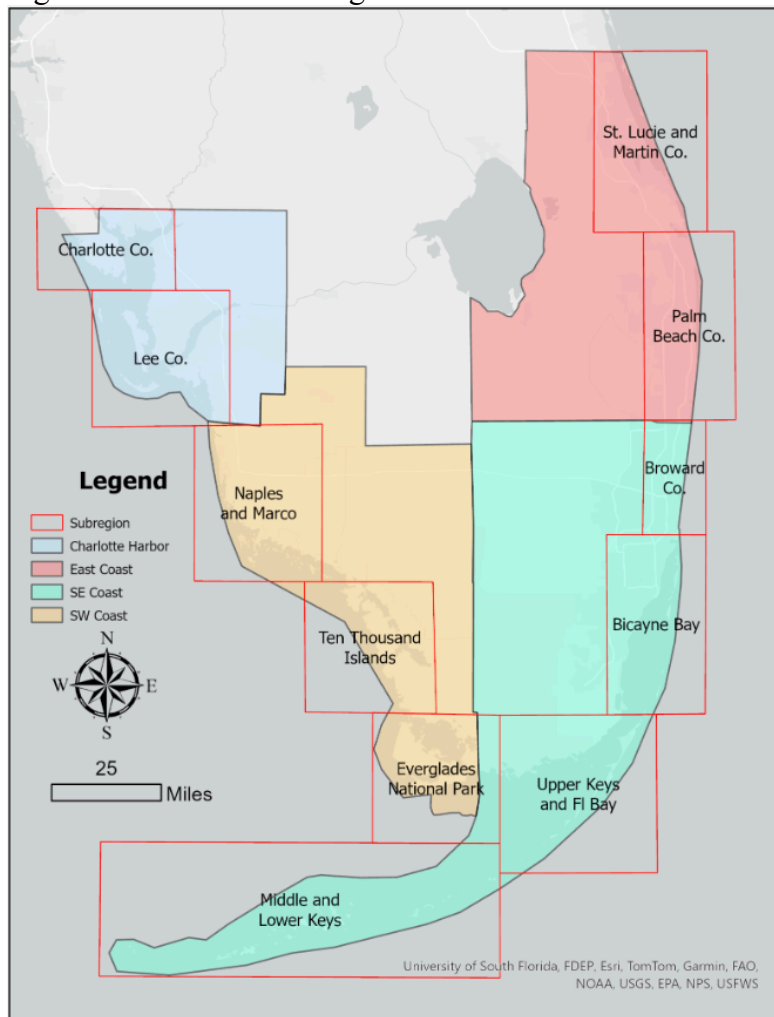 St. Lucie and
Martin Co.
Charlotte Co.
Palm
Beach Co.
Lee Co.
Broward
Co.
Legend
Naples
and Marco
Subregion
Charlotte Harbor
East Coast
SE Coast
SW Coast
Bicayne Bay
Ten Thousand
Islands
N
W
E
S
25
Miles
Everglades
National Park
Upper Keys
and Fl Bay
Middle and
Lower Keys
University of South Florida, FDEP, Esri, TomTom, Garmin, FAO,
NOAA, USGS, EPA, NPS, USFWS